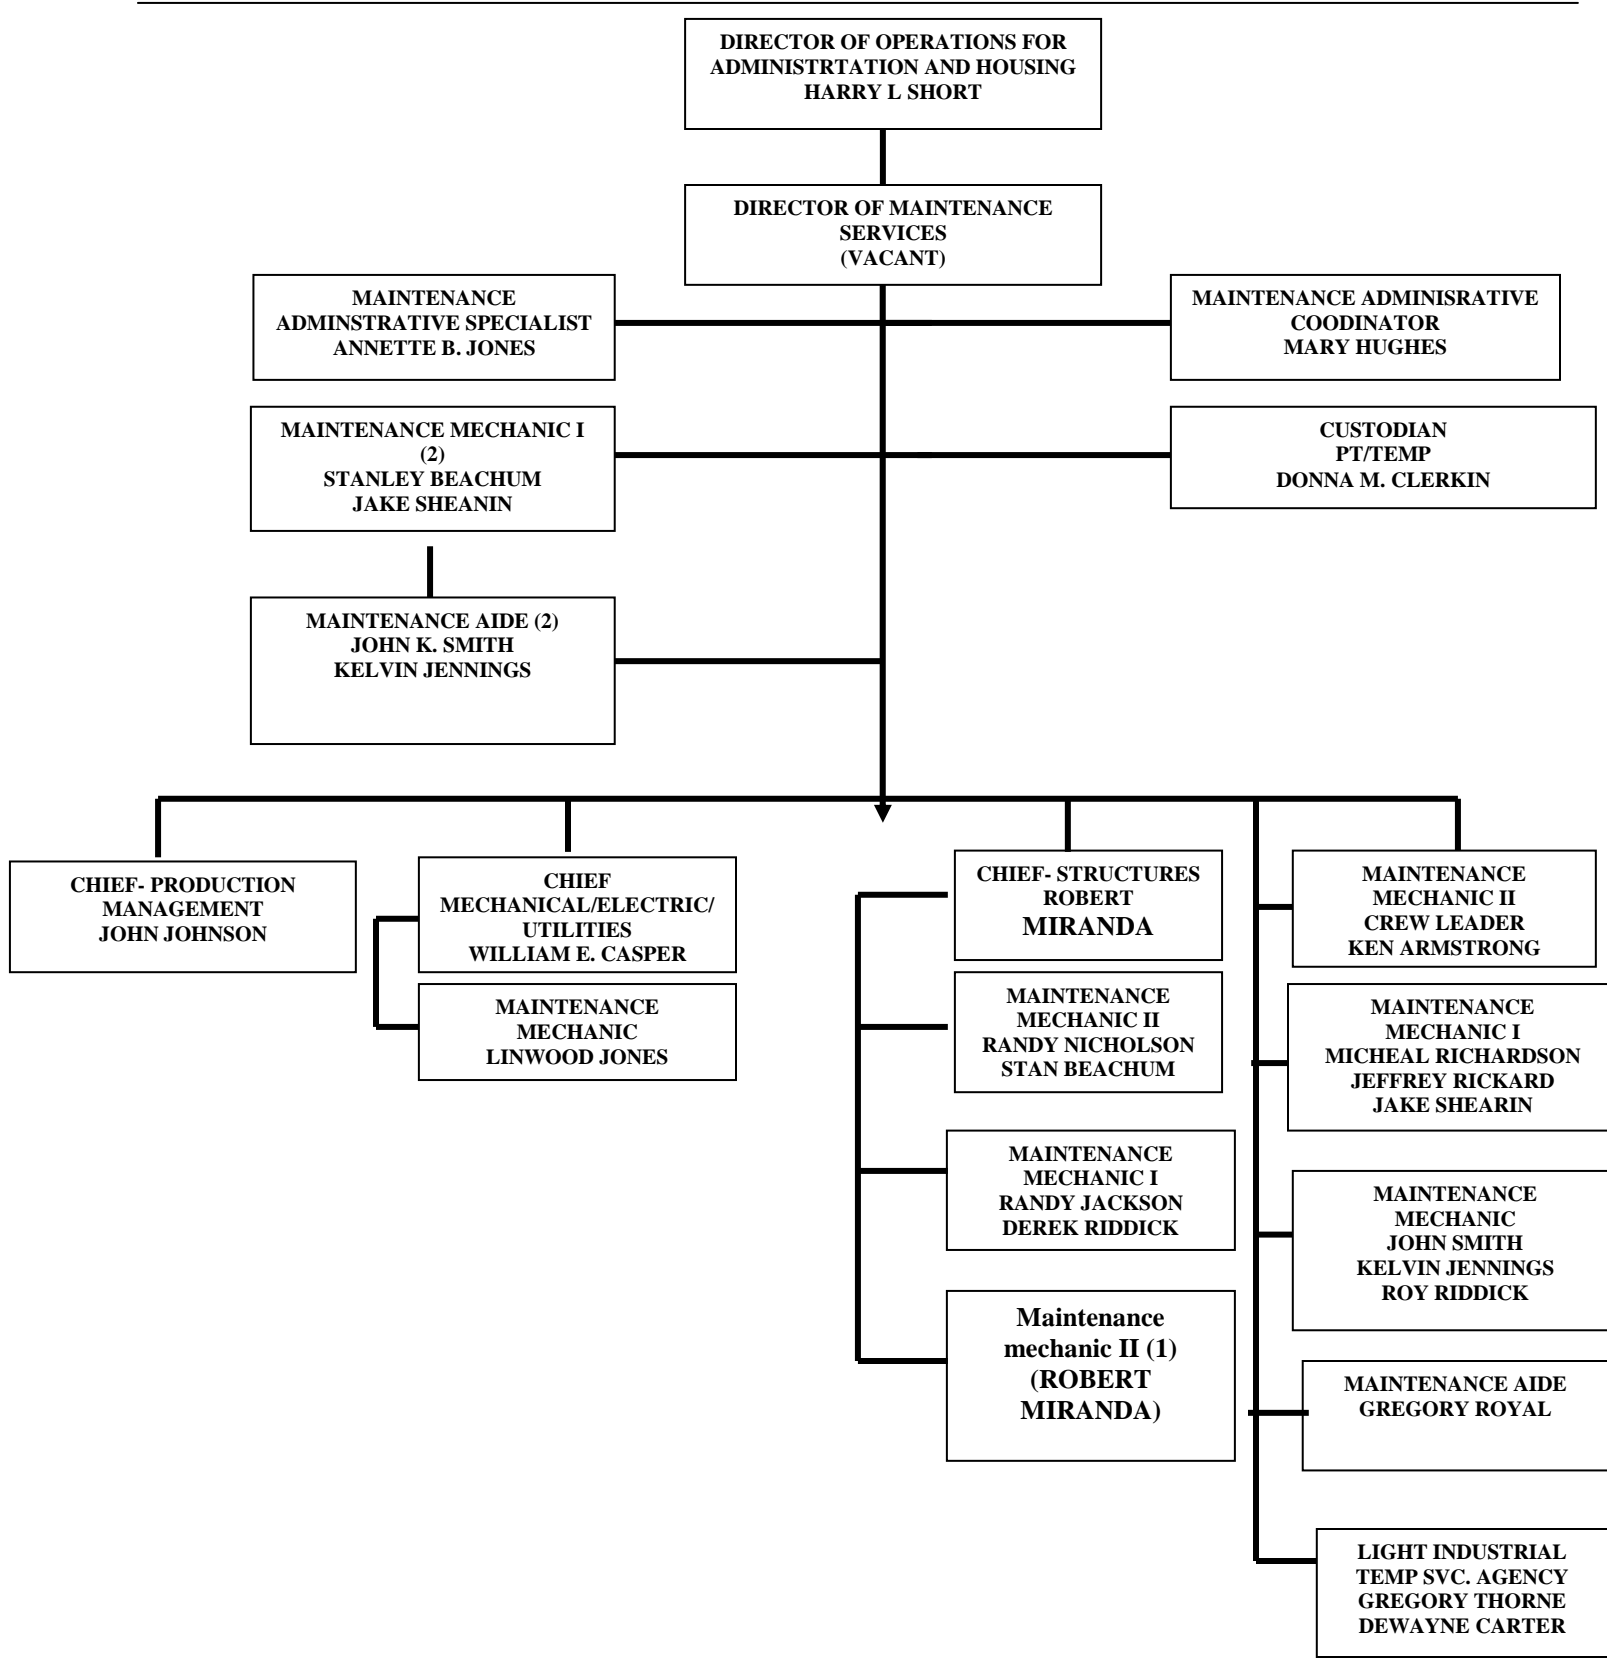 DIRECTOR OF OPERATIONS FOR
ADMINISTRTATION AND HOUSING
HARRY L SHORT
DIRECTOR OF MAINTENANCE
SERVICES
(VACANT)
MAINTENANCE
ADMINSTRATIVE SPECIALIST
ANNETTE B. JONES
MAINTENANCE ADMINISRATIVE
COODINATOR
MARY HUGHES
MAINTENANCE MECHANIC I
(2)
STANLEY BEACHUM
JAKE SHEANIN
CUSTODIAN
PT/TEMP
DONNA M. CLERKIN
MAINTENANCE AIDE (2)
JOHN K. SMITH
KELVIN JENNINGS
CHIEF- PRODUCTION
MANAGEMENT
JOHN JOHNSON
CHIEF
MECHANICAL/ELECTRIC/
UTILITIES
WILLIAM E. CASPER
MAINTENANCE
MECHANIC
LINWOOD JONES
CHIEF- STRUCTURES
ROBERT
MIRANDA
MAINTENANCE
MECHANIC II
RANDY NICHOLSON
STAN BEACHUM
MAINTENANCE
MECHANIC I
RANDY JACKSON
DEREK RIDDICK
Maintenance
mechanic II (1)
(ROBERT
MIRANDA)
MAINTENANCE
MECHANIC II
CREW LEADER
KEN ARMSTRONG
MAINTENANCE
MECHANIC I
MICHEAL RICHARDSON
JEFFREY RICKARD
JAKE SHEARIN
MAINTENANCE
MECHANIC
JOHN SMITH
KELVIN JENNINGS
ROY RIDDICK
MAINTENANCE AIDE
GREGORY ROYAL
LIGHT INDUSTRIAL
TEMP SVC. AGENCY
GREGORY THORNE
DEWAYNE CARTER